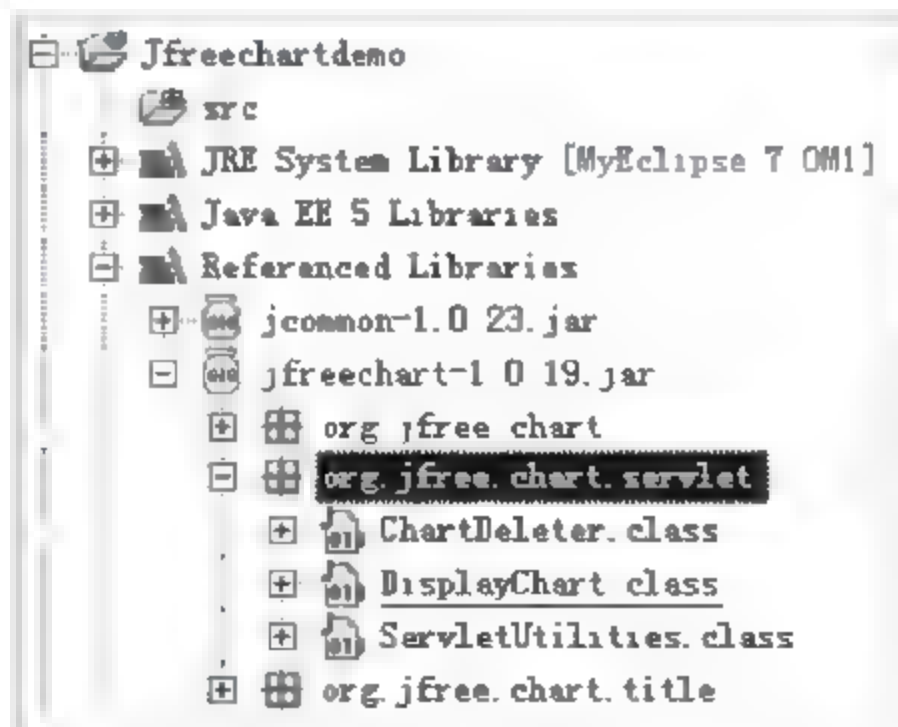 Jfreechartdemo
src
JRE System Library [MyEclipse 7 0M1]
Java EE 5 Libraries
Referenced Libraries
jcommon-1.0 23.jar
jfreechart-1 0 19.jar
org jfree chart
org.jfree.chart.servlet
ChartDeleter.class
DisplayChart class
ServletUtilities.class
org.jfree.chart.title